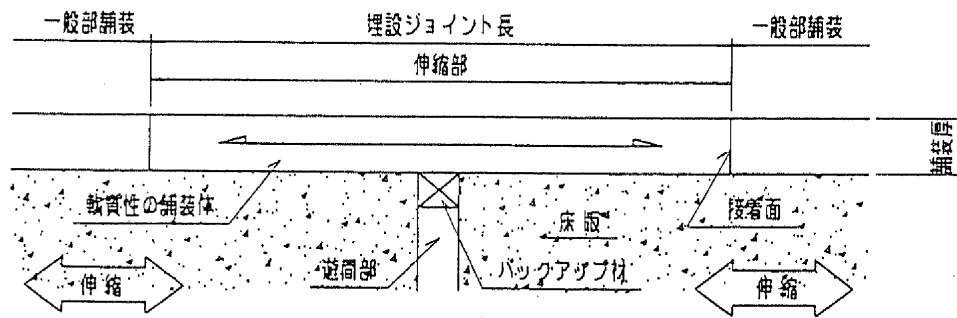 一般部舗装
埋設ジョイント長
一般部舗装
伸縮部
舗装厚
軟質性の舗装体
床版
接着面
遊間部
バックアップ材
伸縮
伸縮